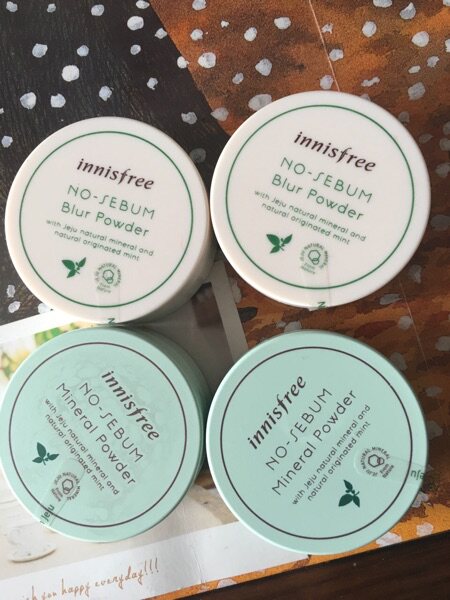 innisfree
NO-SEBUM
Blur Powder
with Jeju natural mineral and
natural originated mint
innisfree
NO-SEBUM
Blur Powder
with Jeju natural mineral and
natural originated mint
innisfree
NO-SEBUM
Mineral Powder
with Jeju natural mineral and
natural originated mint
innisfree
NO-SEBUM
Mineral Powder
with Jeju natural mineral and
natural originated mint
you happy everyday!!!